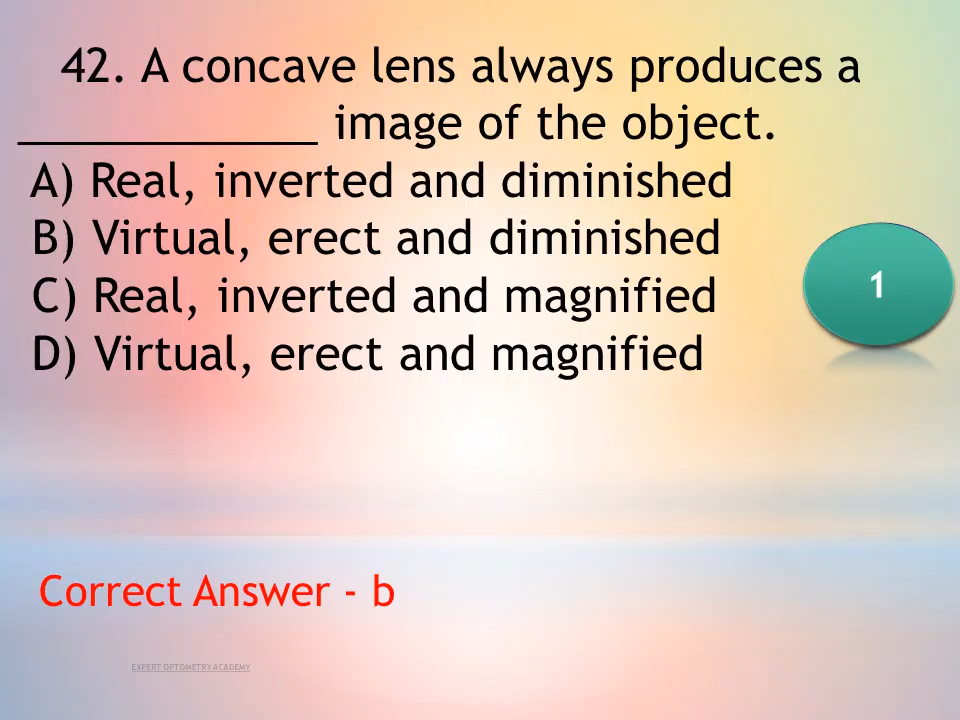 42. A concave lens always produces a
____________ image of the object.
A) Real, inverted and diminished
B) Virtual, erect and diminished
C) Real, inverted and magnified
D) Virtual, erect and magnified
1
Correct Answer - b
EXPERT OPTOMETRY ACADEMY